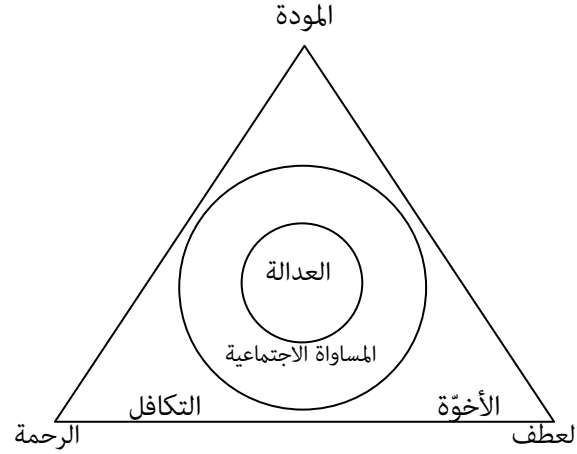 المودة
العدالة
المساواة الاجتماعية
الأخوّة
التكافل
لعطف
الرحمة